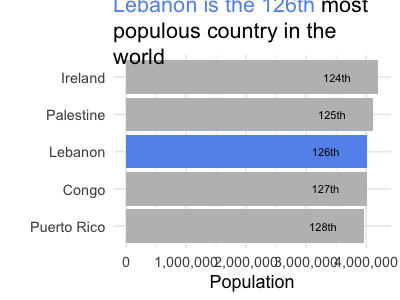 Lebanon is the 126th most
populous country in the
world
Ireland 124th
Palestine 125th
Lebanon 126th
Congo 127th
Puerto Rico 128th
0 1,000,000 2,000,000 3,000,000 4,000,000
Population